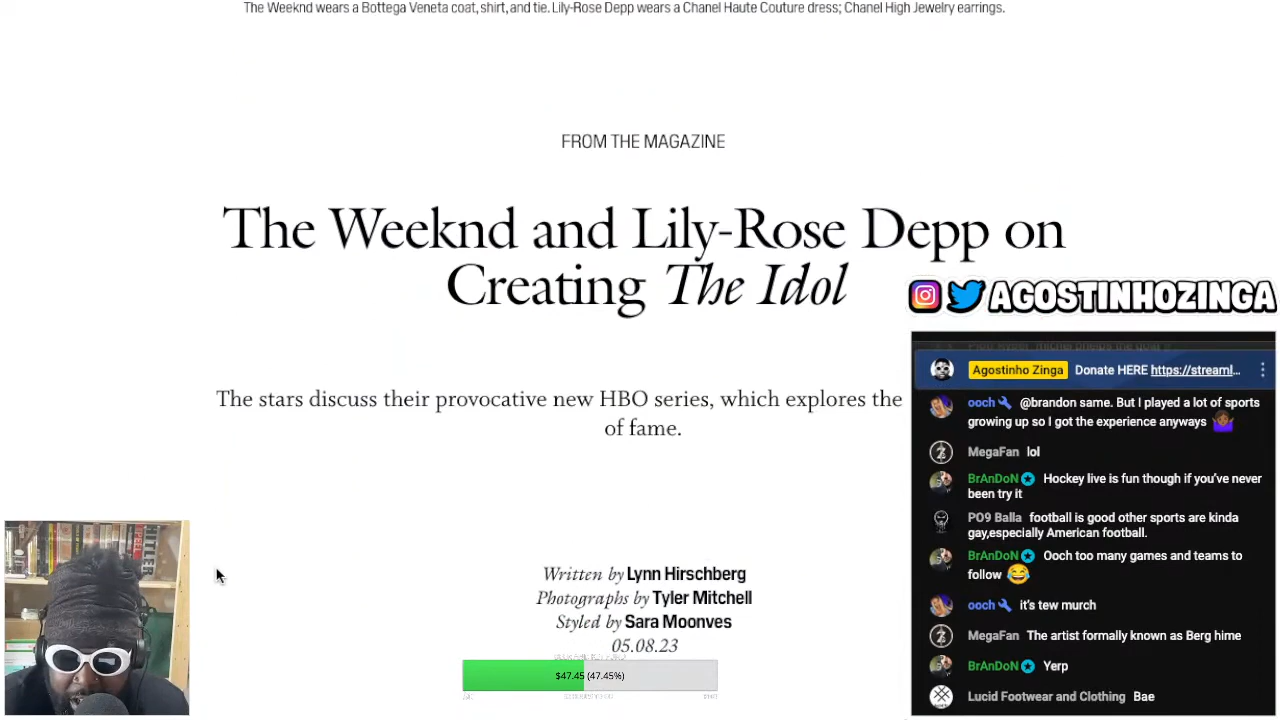 The Weeknd wears a Bottega Veneta coat, shirt, and tie. Lily-Rose Depp wears a Chanel Haute Couture dress; Chanel High Jewelry earrings.
FROM THE MAGAZINE
The Weeknd and Lily-Rose Depp on
Creating The Idol
The stars discuss their provocative new HBO series, which explores the
of fame.
Written by Lynn Hirschberg
Photographs by Tyler Mitchell
Styled by Sara Moonves
05.08.23
$47.45 (47.45%)
AGOSTINHOZINGA
Agostinho Zinga Donate HERE https://streaml...
ooch @brandon same. But I played a lot of sports
growing up so I got the experience anyways
MegaFan lol
BrAnDoN Hockey live is fun though if you've never
been try it
PO9 Balla football is good other sports are kinda
gay,especially American football.
BrAnDoN Ooch too many games and teams to
follow
ooch it's tew murch
MegaFan The artist formally known as Berg hime
BrAnDoN Yerp
Lucid Footwear and Clothing Bae